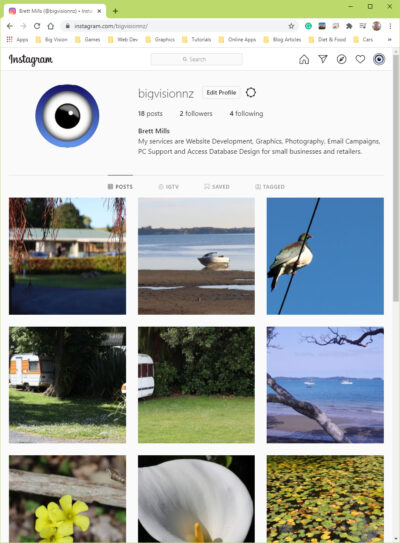 Brett Mills (@bigvisionnz) • Insta
instagram.com/bigvisionnz/
Apps Big Vision Games Web Dev Graphics Tutorials Online Apps Blog Articles Diet & Food Cars
Instagram
Search
bigvisionnz Edit Profile
18 posts 2 followers 4 following
Brett Mills
My services are Website Development, Graphics, Photography, Email Campaigns,
PC Support and Access Database Design for small businesses and retailers.
POSTS IGTV SAVED TAGGED